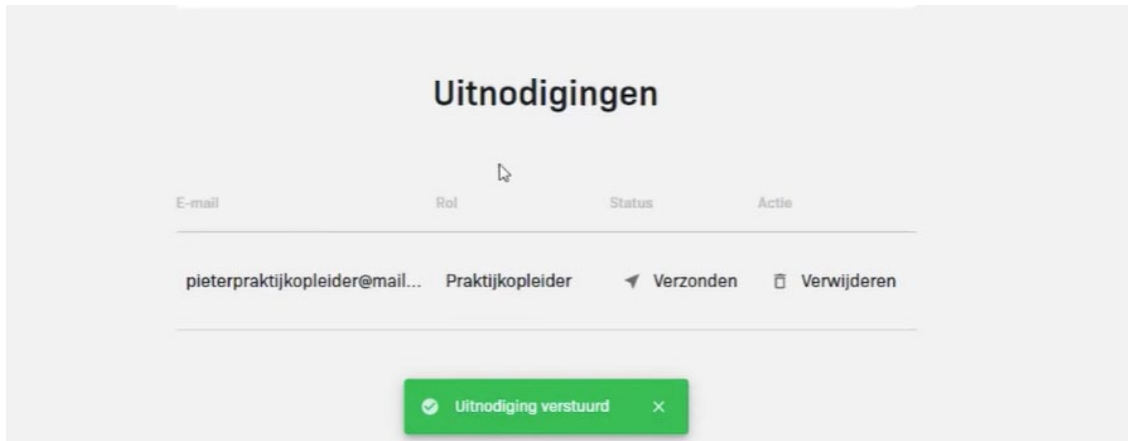 Uitnodigingen
E-mail Rol Status Actie
pieterpraktijkopleider@mail... Praktijkopleider Verzonden Verwijderen
Uitnodiging verstuurd